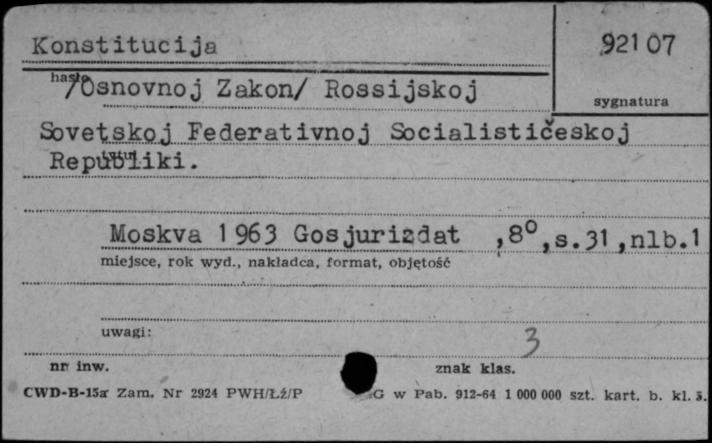 Konstitucija
92107
hasło
/Osnovnoj Zakon/ Rossijskoj
sygnatura
Sovetskoj Federativnoj Socialističeskoj
Republiki.
Moskva 1963 Gosjurizdat ,8°,s.31,nlb.1
miejsce, rok wyd., nakładca, format, objętość
uwagi:
3
nr inw.
znak klas.
CWD-B-15a Zam. Nr 2924 PWH/Łź/P G w Pab. 912-64 1 000 000 szt. kart. b. kl. 3.